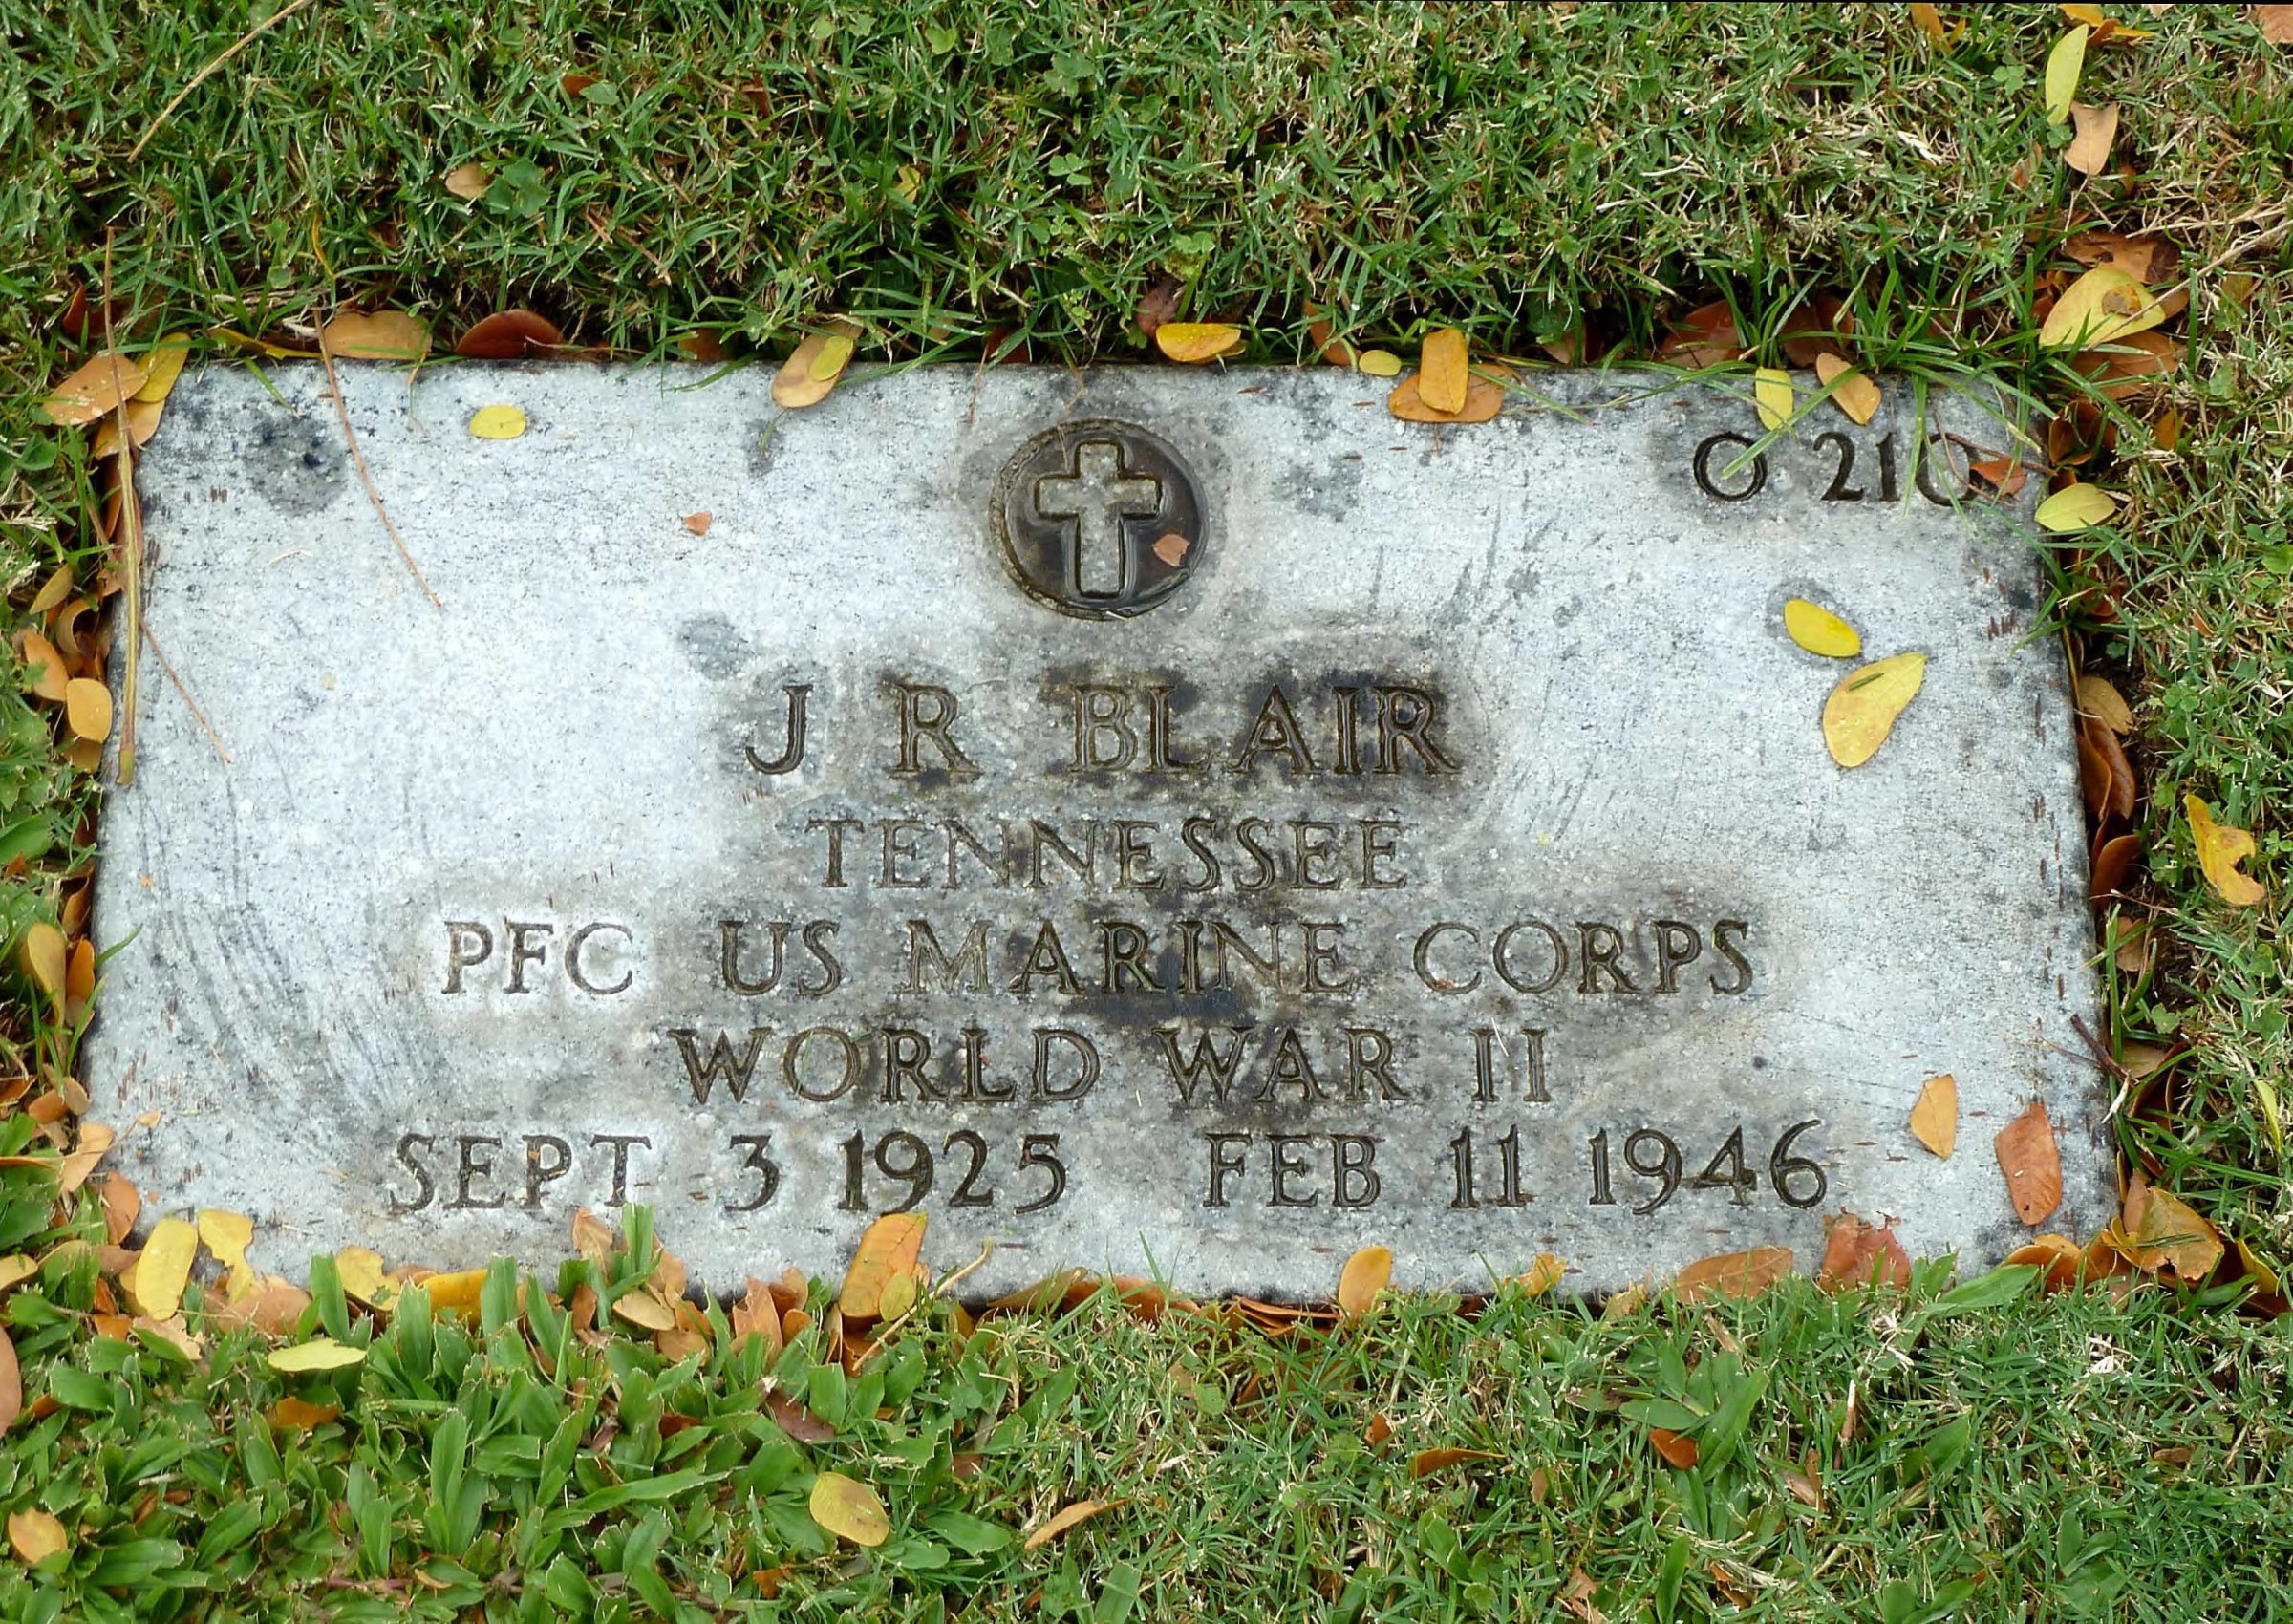 O 210
J R BLAIR
TENNESSEE
PFC US MARINE CORPS
WORLD WAR II
SEPT 3 1925 FEB 11 1946